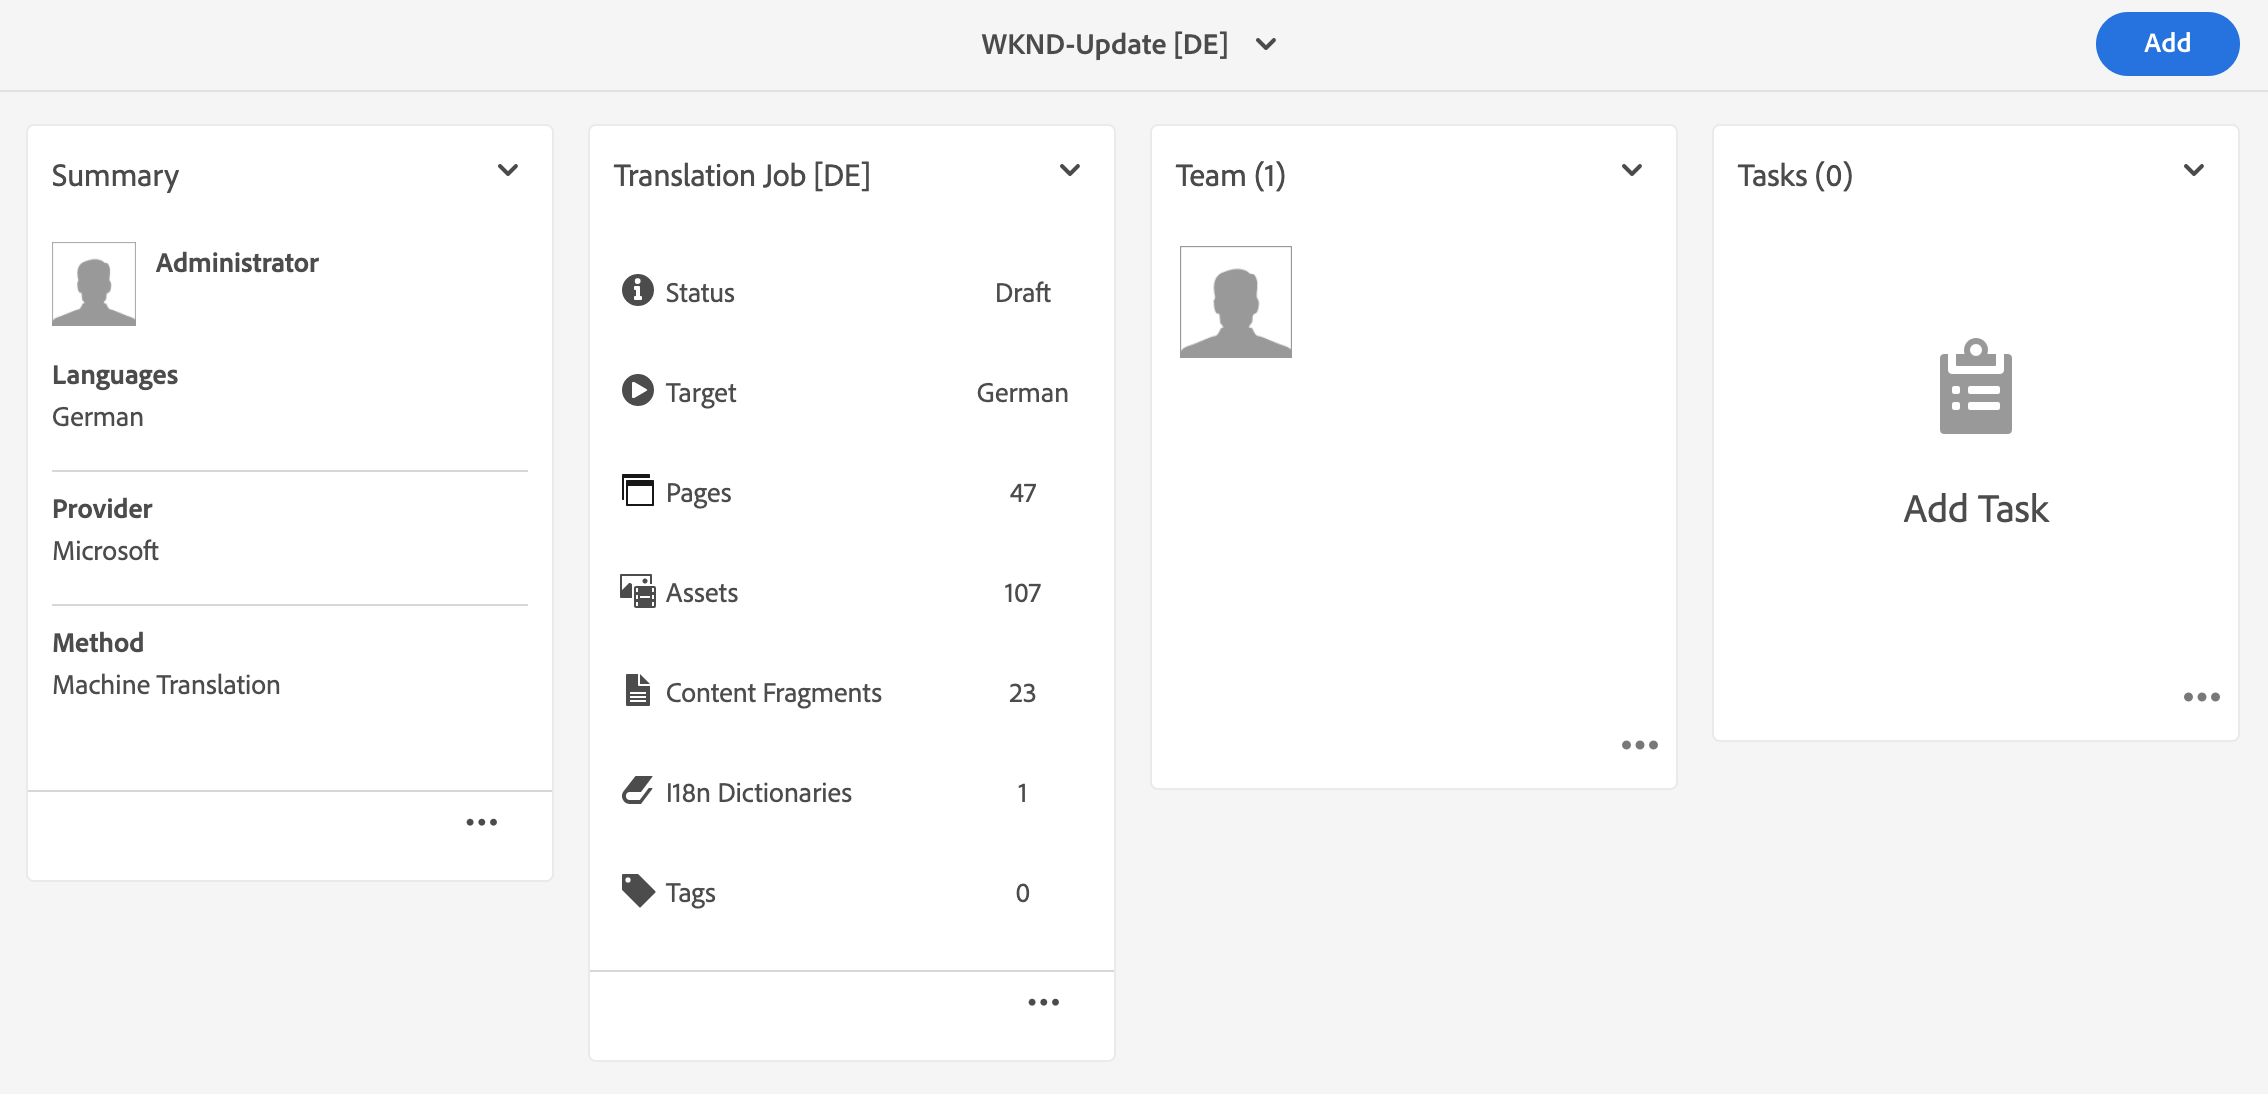 WKND-Update [DE]
Add
Summary
Administrator
Languages
German
Provider
Microsoft
Method
Machine Translation
Translation Job [DE]
Status Draft
Target German
Pages 47
Assets 107
Content Fragments 23
I18n Dictionaries 1
Tags 0
Team (1)
Tasks (0)
Add Task